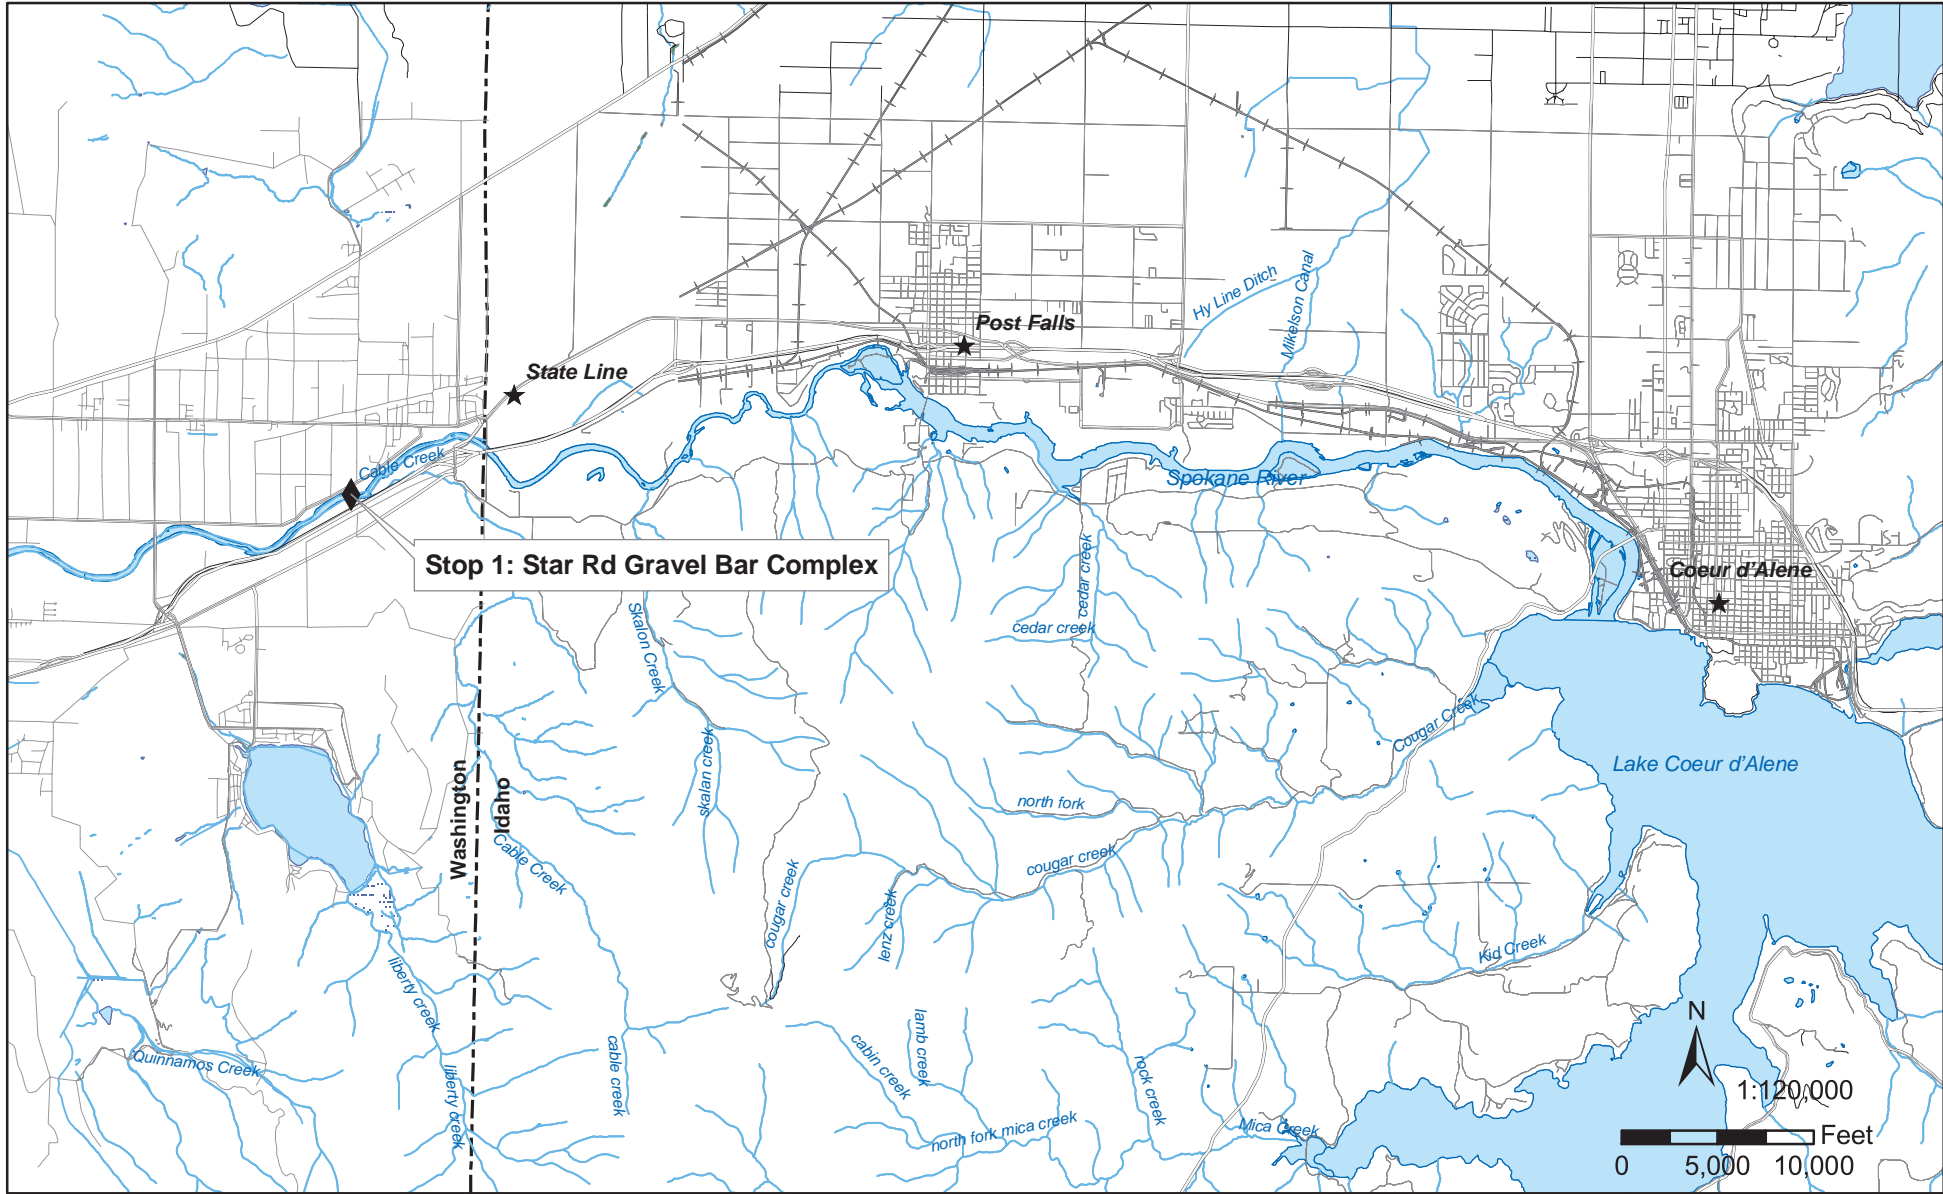 Hy Line Ditch
Mikelson Canal
Post Falls
State Line
Cable Creek
Spokane River
Stop 1: Star Rd Gravel Bar Complex
Coeur d'Alene
cedar creek
cedar creek
Skalon Creek
Cougar Creek
skalan creek
Lake Coeur d'Alene
Washington
Idaho
north fork
Cable Creek
cougar creek
cougar creek
lenz creek
Kid Creek
liberty creek
N
1:120,000
Feet
0 5,000 10,000
Quinnamos Creek
liberty creek
cable creek
cabin creek
lamb creek
rock creek
north fork mica creek
Mica Creek